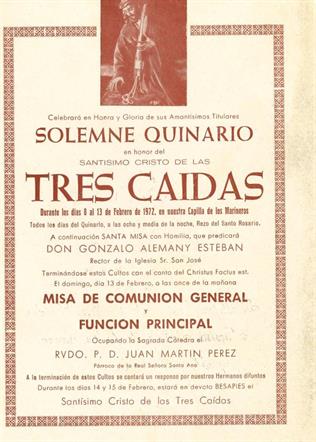 Celebrará en Honra y Gloria de sus Amantísimos Titulares
SOLEMNE QUINARIO
en honor del
SANTISIMO CRISTO DE LAS
TRES CAIDAS
Durante los días 8 al 13 de Febrero de 1972, en nuestra Capilla de los Marineros
Todos los días del Quinario, a las ocho y media de la noche, Rezo del Santo Rosario.
A continuación SANTA MISA con Homilía, que predicará
DON GONZALO ALEMANY ESTEBAN
Rector de la Iglesia Sr. San José
Terminándose estos Cultos con el canto del Christus Factus est.
El domingo, día 13 de Febrero, a las once de la mañana
MISA DE COMUNION GENERAL
y
FUNCION PRINCIPAL
Ocupando la Sagrada Cátedra el
RVDO. P. D. JUAN MARTIN PEREZ
Párroco de la Real Señora Santa Ana
A la terminación de estos Cultos se contará un responso por nuestros Hermanos difuntos
Durante los días 14 y 15 de Febrero, estará en devoto BESAPIES el
Santísimo Cristo de las Tres Caídas